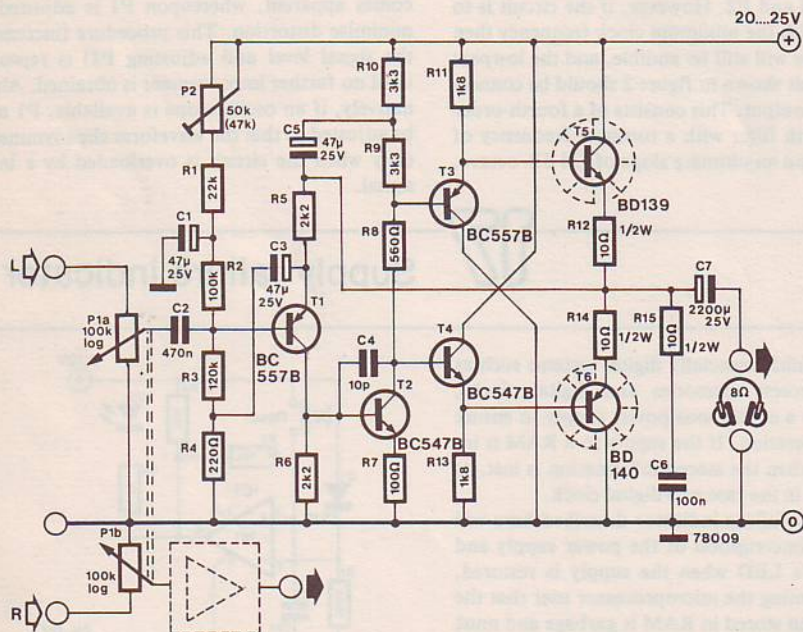 20...25V
+
P2
50k
(47k)
R1
22k
C5
47µ
25V
3k3
R9
3k3
R11
1k8
T5
BD139
T3
BC557B
R5
2k2
R8
560Ω
R12
10Ω
1/2W
C1
47µ
25V
L
R2
100k
C3
47µ
25V
T1
BC
557B
C7
2200µ
25V
P1a
100k
log
C2
470n
R3
120k
C4
10p
T4
BC547B
R14
10Ω
1/2W
R15
10Ω
1/2W
8Ω
T6
BD
140
R4
220Ω
T2
BC547B
R6
2k2
R7
100Ω
R13
1k8
C6
100n
0
78009
P1b
100k
log
R